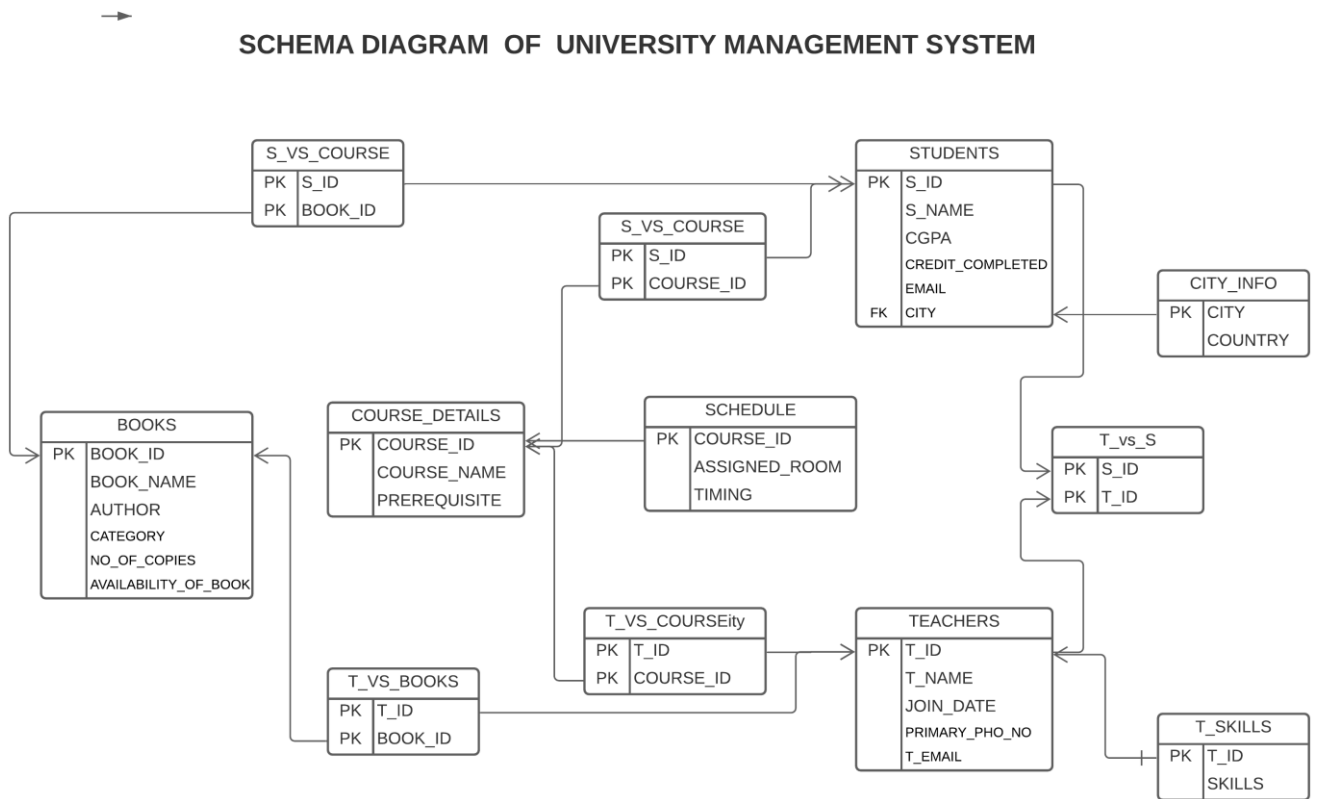 SCHEMA DIAGRAM OF UNIVERSITY MANAGEMENT SYSTEM
S_VS_COURSE
PK S_ID
PK BOOK_ID
STUDENTS
PK S_ID
S_NAME
CGPA
CREDIT_COMPLETED
EMAIL
FK CITY
S_VS_COURSE
PK S_ID
PK COURSE_ID
CITY_INFO
PK CITY
COUNTRY
BOOKS
PK BOOK_ID
BOOK_NAME
AUTHOR
CATEGORY
NO_OF_COPIES
AVAILABILITY_OF_BOOK
COURSE_DETAILS
PK COURSE_ID
COURSE_NAME
PREREQUISITE
SCHEDULE
PK COURSE_ID
ASSIGNED_ROOM
TIMING
T_vs_S
PK S_ID
PK T_ID
T_VS_COURSEity
PK T_ID
PK COURSE_ID
TEACHERS
PK T_ID
T_NAME
JOIN_DATE
PRIMARY_PHO_NO
T_EMAIL
T_VS_BOOKS
PK T_ID
PK BOOK_ID
T_SKILLS
PK T_ID
SKILLS